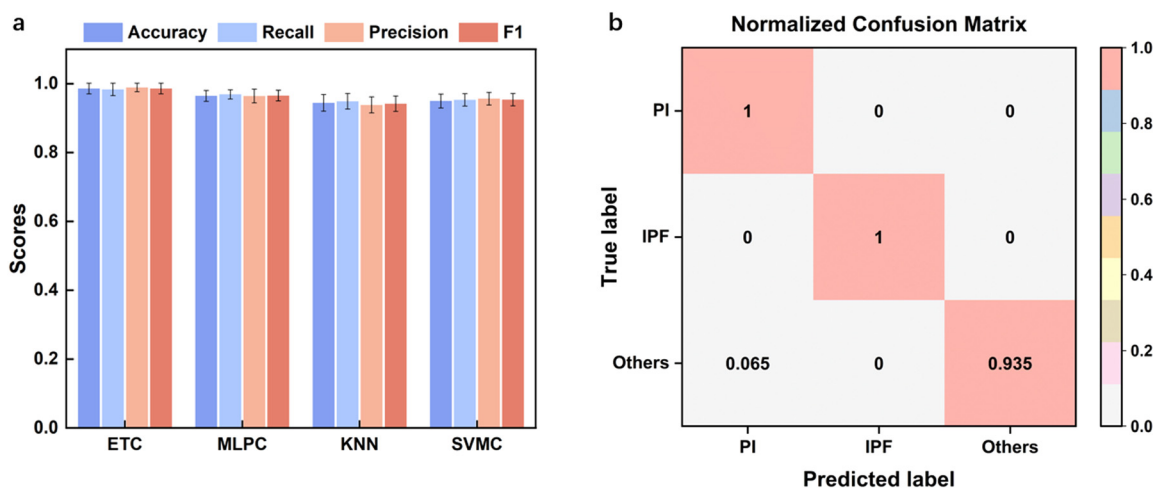 a
Accuracy Recall Precision F1
Scores
1.0
0.8
0.6
0.4
0.2
0.0
ETC MLPC KNN SVMC
b
Normalized Confusion Matrix
True label
PI 1 0 0
IPF 0 1 0
Others 0.065 0 0.935
PI IPF Others
Predicted label
1.0
0.8
0.6
0.4
0.2
0.0